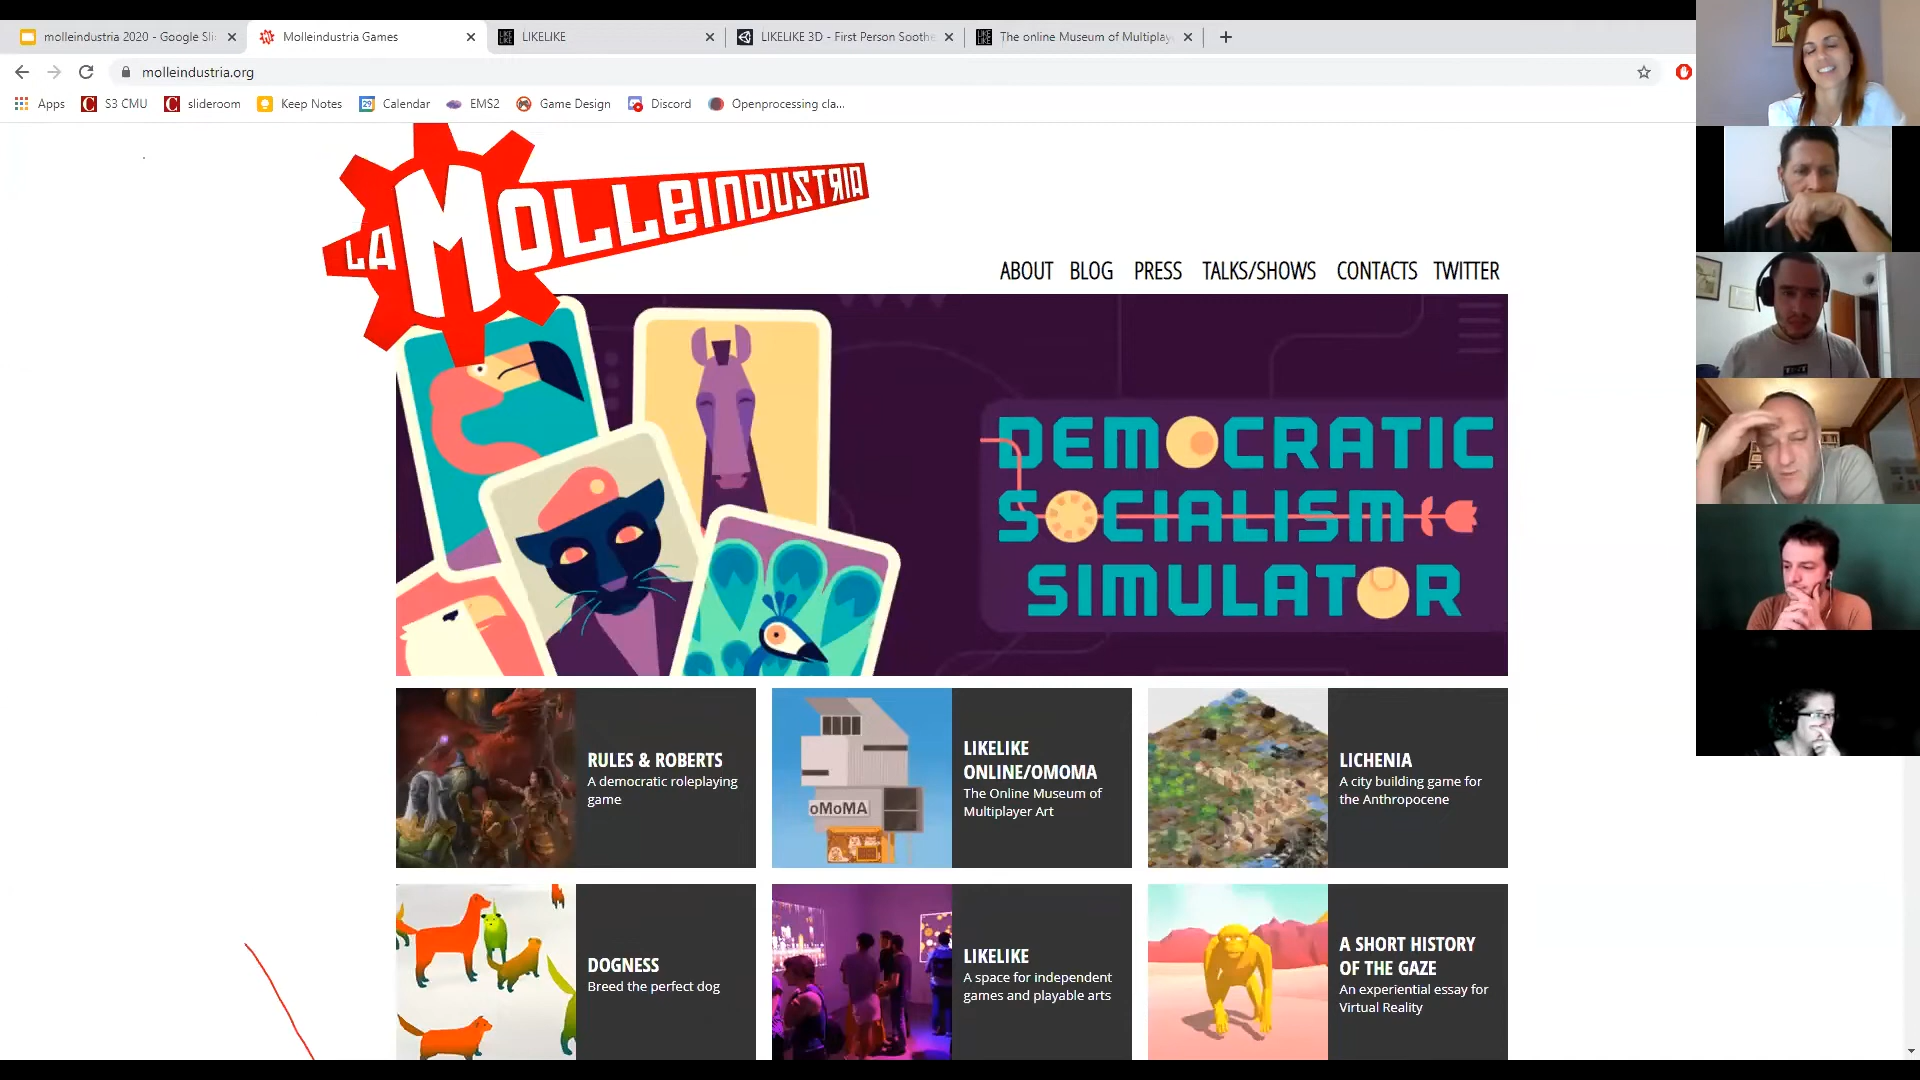 molleindustria 2020 - Google Sli
Molleindustria Games
LIKELIKE
LIKELIKE 3D - First Person Soothe
The online Museum of Multiplaye
molleindustria.org
Apps
S3 CMU
slideroom
Keep Notes
Calendar
EMS2
Game Design
Discord
Openprocessing cla...
LA MOLLEINDUSTRIA
ABOUT
BLOG
PRESS
TALKS/SHOWS
CONTACTS
TWITTER
DEMOCRATIC
SOCIALISM
SIMULATOR
RULES & ROBERTS
A democratic roleplaying
game
oMoMA
LIKELIKE
ONLINE/OMOMA
The Online Museum of
Multiplayer Art
LICHENIA
A city building game for
the Anthropocene
DOGNESS
Breed the perfect dog
LIKELIKE
A space for independent
games and playable arts
A SHORT HISTORY
OF THE GAZE
An experiential essay for
Virtual Reality